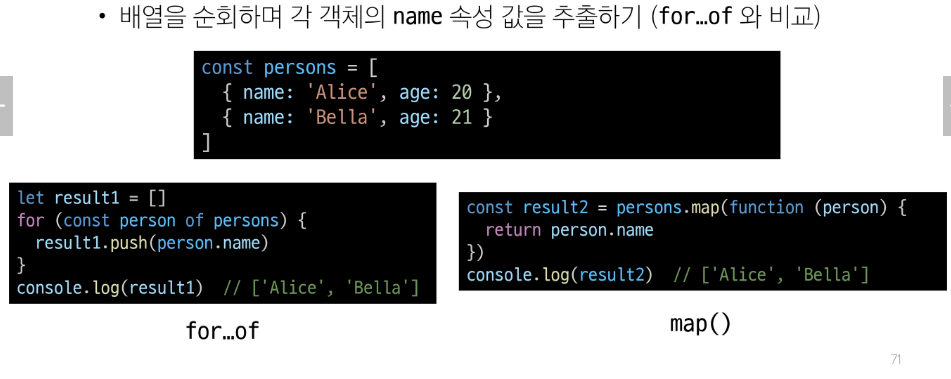 • 배열을 순회하며 각 객체의 name 속성 값을 추출하기 (for…of 와 비교)
const persons = [
  { name: 'Alice', age: 20 },
  { name: 'Bella', age: 21 }
]
let result1 = []
for (const person of persons) {
  result1.push(person.name)
}
console.log(result1)  // ['Alice', 'Bella']
for…of
const result2 = persons.map(function (person) {
  return person.name
})
console.log(result2)  // ['Alice', 'Bella']
map()
71